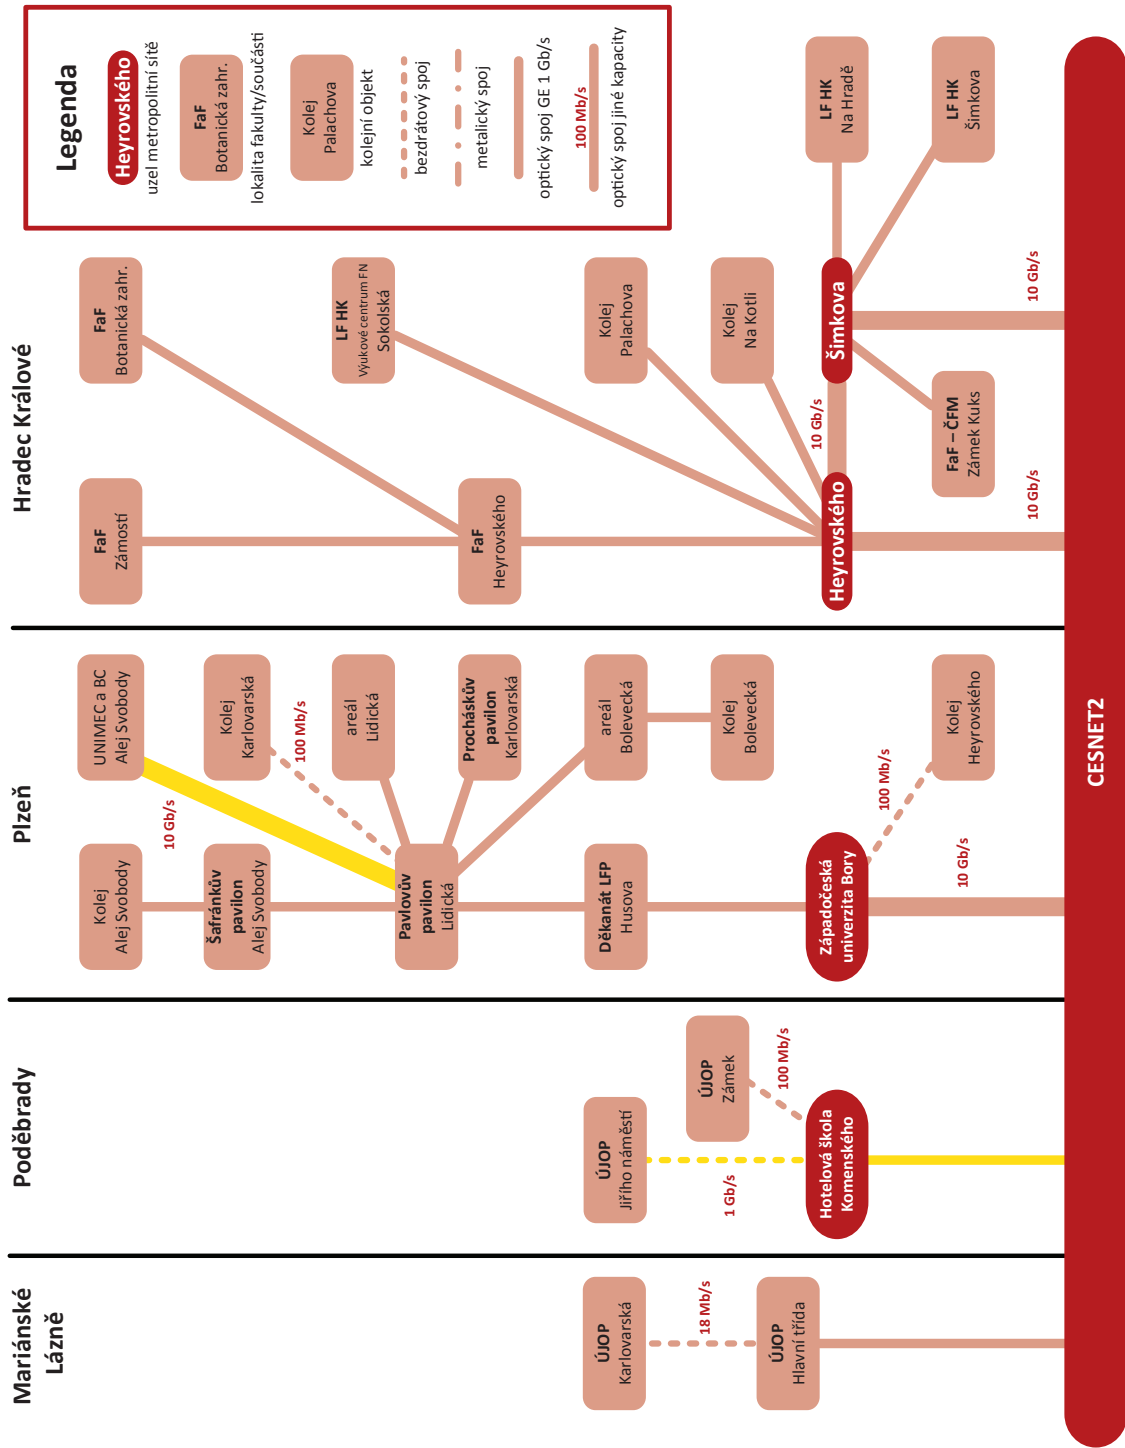 Mariánské
Lázně
Poděbrady
Plzeň
Hradec Králové
ÚJOP
Karlovarská
18 Mb/s
ÚJOP
Hlavní třída
ÚJOP
Jiřího náměstí
ÚJOP
Zámek
1 Gb/s
100 Mb/s
Hotelová škola
Komenského
Kolej
Alej Svobody
UNIMEC a BC
Alej Svobody
10 Gb/s
Šafránkův
pavilon
Alej Svobody
Kolej
Karlovarská
100 Mb/s
areál
Lidická
Pavlovův
pavilon
Lidická
Procháskův
pavilon
Karlovarská
Děkanát LFP
Husova
areál
Bolevecká
Kolej
Bolevecká
Západočeská
univerzita Bory
100 Mb/s
Kolej
Heyrovského
10 Gb/s
FaF
Zámostí
FaF
Botanická zahr.
LF HK
Výukové centrum FN
Sokolská
FaF
Heyrovského
Kolej
Palachova
Kolej
Na Kotli
Heyrovského
10 Gb/s
Šimkova
LF HK
Na Hradě
LF HK
Šimkova
FaF – ČFM
Zámek Kuks
10 Gb/s
10 Gb/s
CESNET2
Legenda
Heyrovského
uzel metropolitní sítě
FaF
Botanická zahr.
lokalita fakulty/součásti
Kolej
Palachova
kolejní objekt
bezdrátový spoj
metalický spoj
optický spoj GE 1 Gb/s
100 Mb/s
optický spoj jiné kapacity